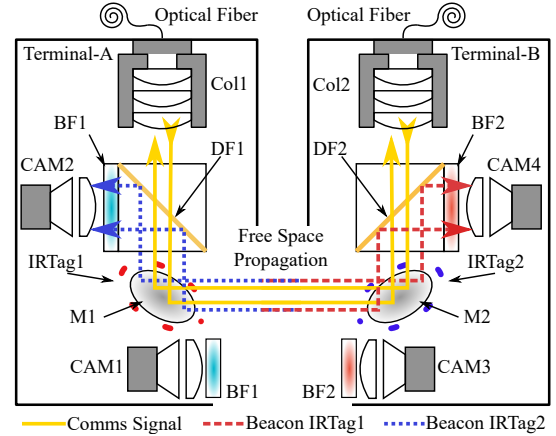 Optical Fiber
Optical Fiber
Terminal-A
Terminal-B
Col1
Col2
BF1
BF2
CAM2
DF1
DF2
CAM4
Free Space
Propagation
IRTag1
IRTag2
M1
M2
CAM1
BF1
BF2
CAM3
Comms Signal
Beacon IRTag1
Beacon IRTag2